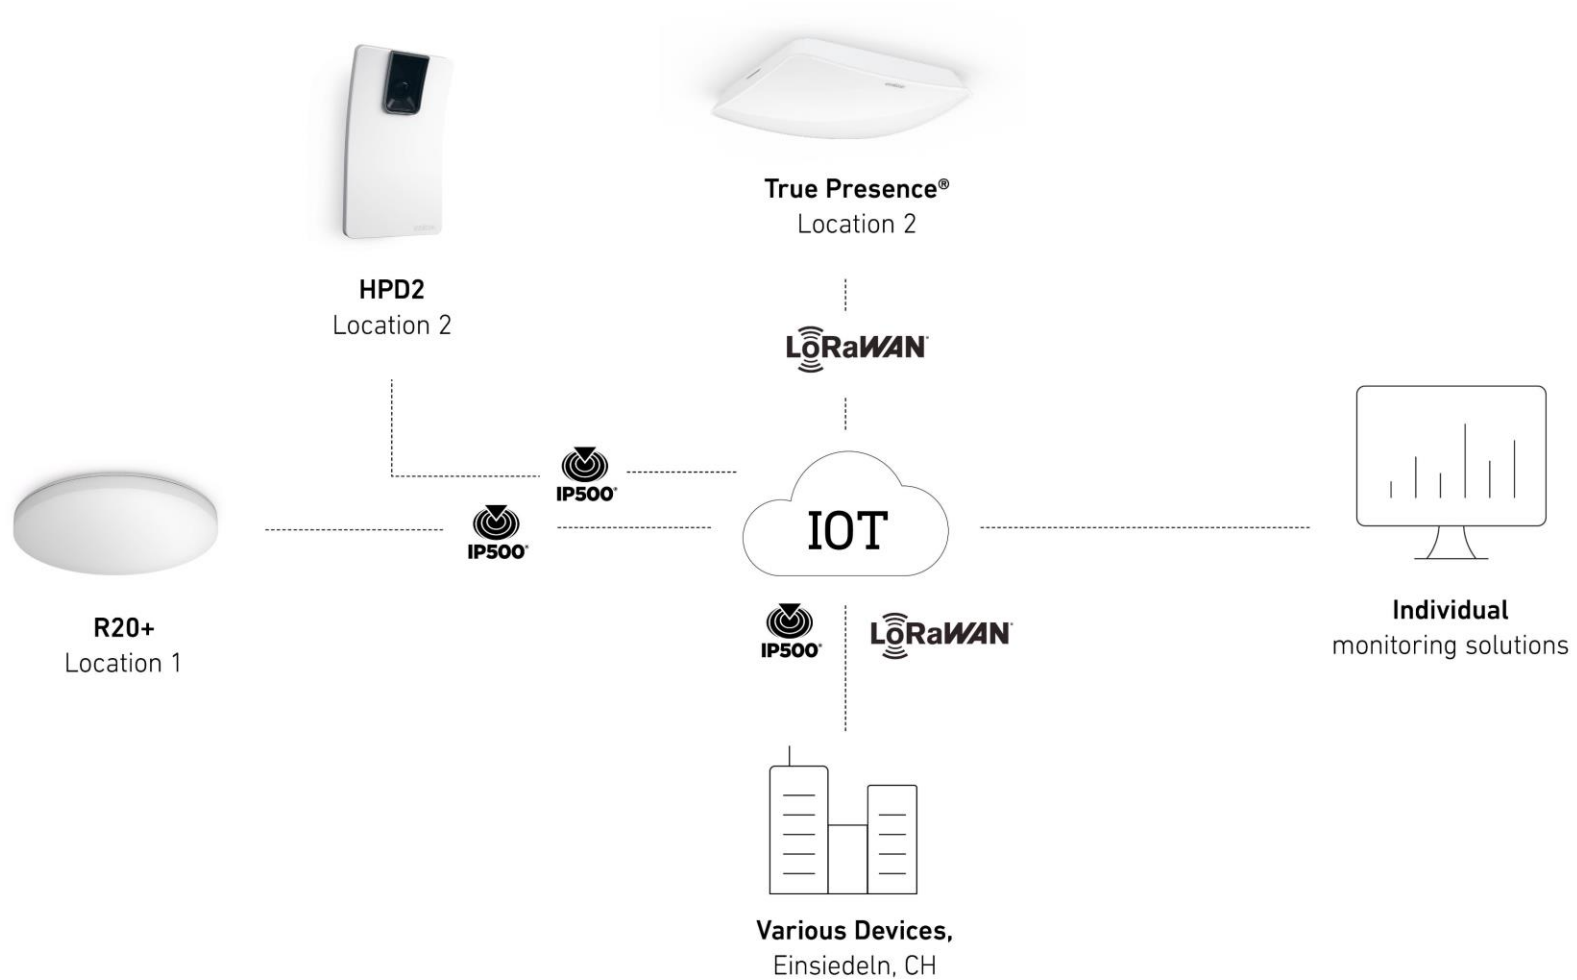 True Presence®
Location 2
HPD2
Location 2
LoRaWAN
IP500®
IP500®
IOT
R20+
Location 1
IP500®
LoRaWAN
Individual
monitoring solutions
Various Devices,
Einsiedeln, CH